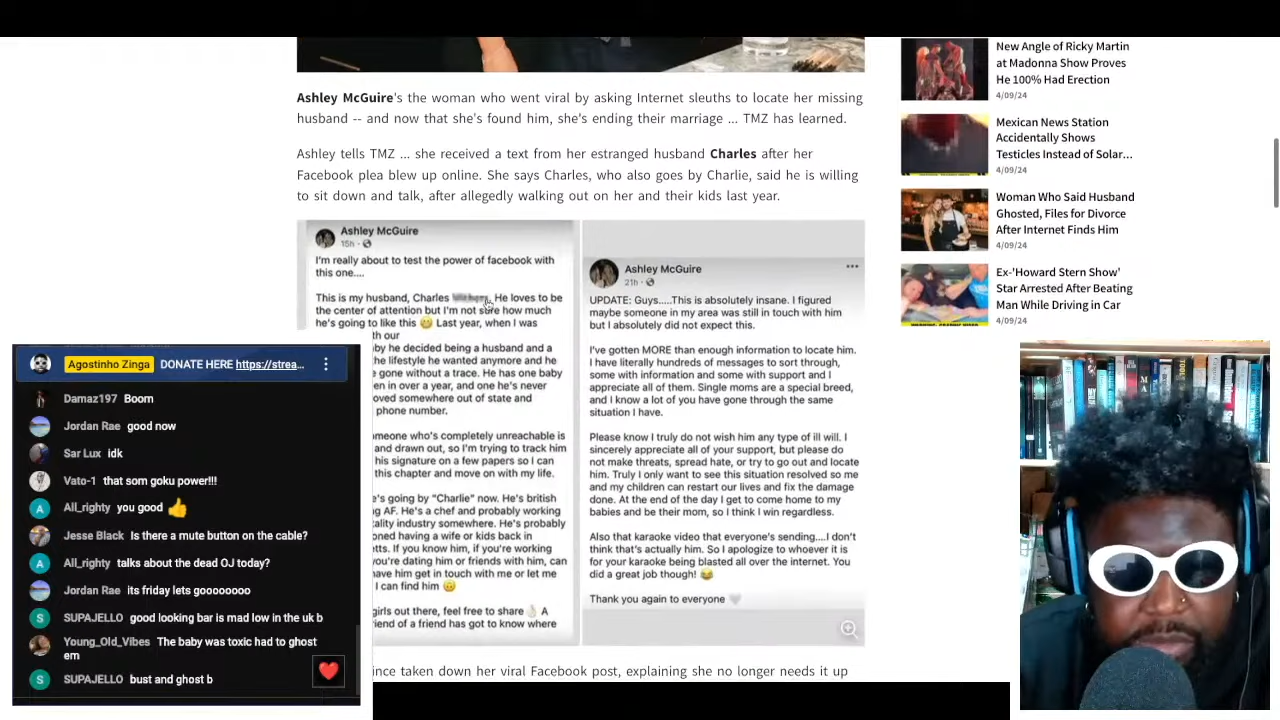 Ashley McGuire's the woman who went viral by asking Internet sleuths to locate her missing
husband -- and now that she's found him, she's ending their marriage ... TMZ has learned.
Ashley tells TMZ ... she received a text from her estranged husband Charles after her
Facebook plea blew up online. She says Charles, who also goes by Charlie, said he is willing
to sit down and talk, after allegedly walking out on her and their kids last year.
Ashley McGuire
15h
I'm really about to test the power of facebook with
this one....
This is my husband, Charles He loves to be
the center of attention but I'm not sure how much
he's going to like this 😅 Last year, when I was
th our
by he decided being a husband and a
he lifestyle he wanted anymore and he
gone without a trace. He has one baby
en in over a year, and one he's never
oved somewhere out of state and
phone number.
meone who's completely unreachable is
and drawn out, so I'm trying to track him
his signature on a few papers so I can
this chapter and move on with my life.
e's going by “Charlie” now. He's british
g AF. He's a chef and probably working
ality industry somewhere. He's probably
oned having a wife or kids back in
tts. If you know him, if you're working
you're dating him or friends with him, can
have him get in touch with me or let me
I can find him 🙃
girls out there, feel free to share 👌🏻 A
riend of a friend has got to know where
Ashley McGuire
21h
UPDATE: Guys.....This is absolutely insane. I figured
maybe someone in my area was still in touch with him
but I absolutely did not expect this.
I've gotten MORE than enough information to locate him.
I have literally hundreds of messages to sort through,
some with information and some with support and I
appreciate all of them. Single moms are a special breed,
and I know a lot of you have gone through the same
situation I have.
Please know I truly do not wish him any type of ill will. I
sincerely appreciate all of your support, but please do
not make threats, spread hate, or try to go out and locate
him. Truly I only want to see this situation resolved so me
and my children can restart our lives and fix the damage
done. At the end of the day I get to come home to my
babies and be their mom, so I think I win regardless.
Also that karaoke video that everyone's sending....I don't
think that's actually him. So I apologize to whoever it is
for your karaoke being blasted all over the internet. You
did a great job though! 😂
Thank you again to everyone 🤍
ince taken down her viral Facebook post, explaining she no longer needs it up
New Angle of Ricky Martin
at Madonna Show Proves
He 100% Had Erection
4/09/24
Mexican News Station
Accidentally Shows
Testicles Instead of Solar...
4/09/24
Woman Who Said Husband
Ghosted, Files for Divorce
After Internet Finds Him
4/09/24
Ex-'Howard Stern Show'
Star Arrested After Beating
Man While Driving in Car
4/09/24
Agostinho Zinga DONATE HERE https://strea...
Damaz197 Boom
Jordan Rae good now
Sar Lux idk
Vato-1 that som goku power!!!
A All_righty you good 👍
Jesse Black Is there a mute button on the cable?
A All_righty talks about the dead OJ today?
Jordan Rae its friday lets gooooooooo
S SUPAJELLO good looking bar is mad low in the uk b
Young_Old_Vibes The baby was toxic had to ghost
em
S SUPAJELLO bust and ghost b